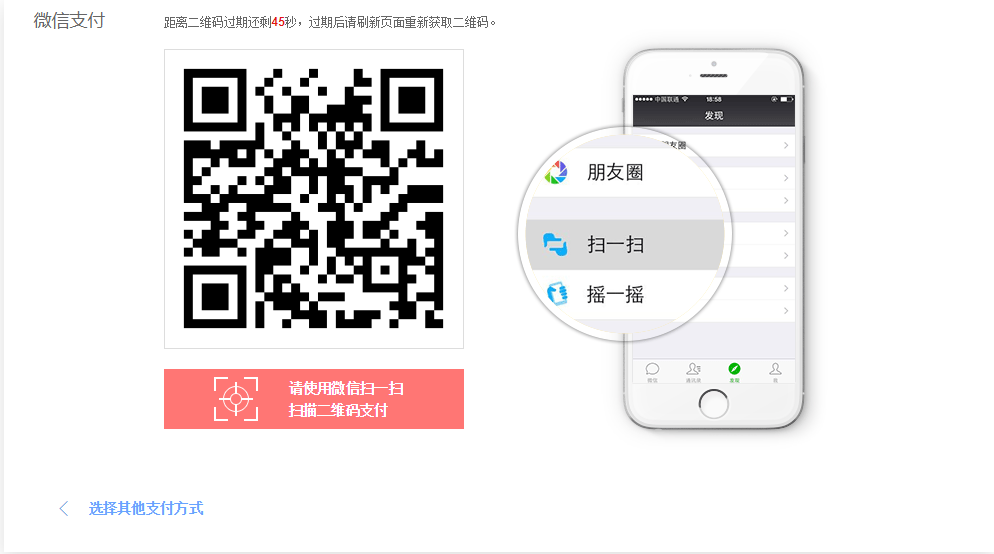 微信支付
距离二维码过期还剩45秒，过期后请刷新页面重新获取二维码。
中国联通
18:58
发现
友圈
朋友圈
扫一扫
摇一摇
微信
通讯录
发现
我
请使用微信扫一扫
扫描二维码支付
选择其他支付方式